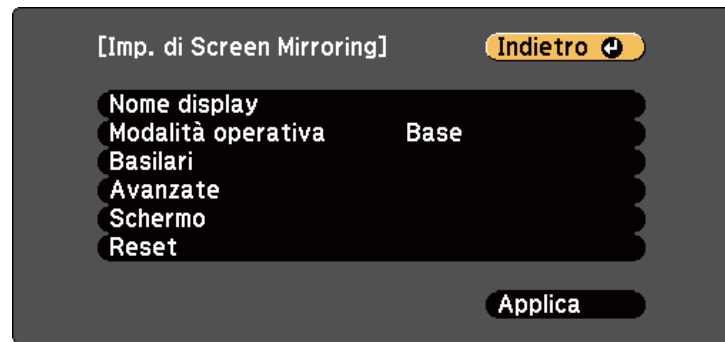 [Imp. di Screen Mirroring] Indietro
Nome display
Modalità operativa Base
Basilari
Avanzate
Schermo
Reset
Applica